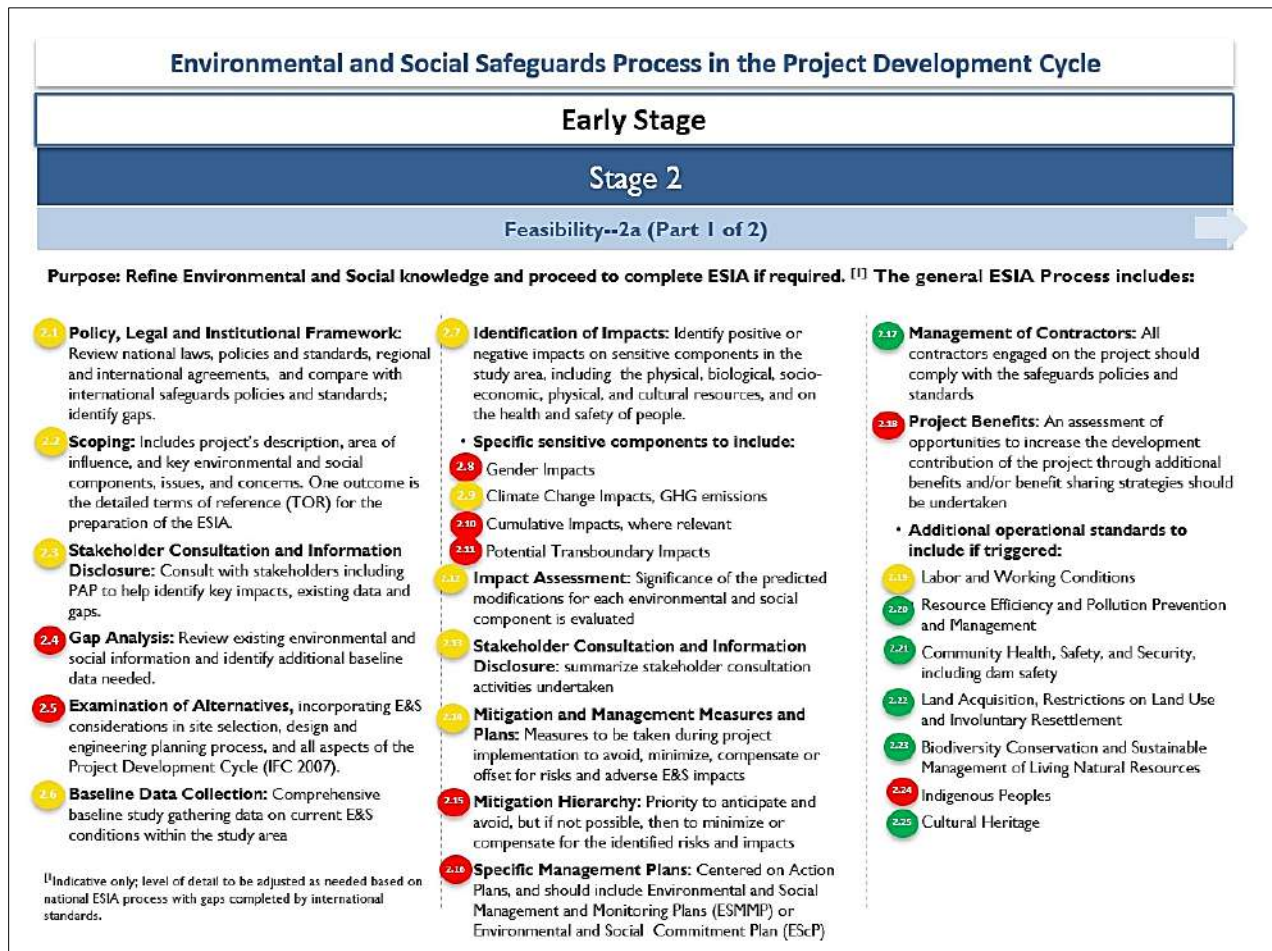 Environmental and Social Safeguards Process in the Project Development Cycle
Early Stage
Stage 2
Feasibility--2a (Part 1 of 2)
Purpose: Refine Environmental and Social knowledge and proceed to complete ESIA if required. [1] The general ESIA Process includes:
2.1 Policy, Legal and Institutional Framework:
Review national laws, policies and standards, regional
and international agreements, and compare with
international safeguards policies and standards;
identify gaps.
2.2 Scoping: Includes project's description, area of
influence, and key environmental and social
components, issues, and concerns. One outcome is
the detailed terms of reference (TOR) for the
preparation of the ESIA.
2.3 Stakeholder Consultation and Information
Disclosure: Consult with stakeholders including
PAP to help identify key impacts, existing data and
gaps.
2.4 Gap Analysis: Review existing environmental and
social information and identify additional baseline
data needed.
2.5 Examination of Alternatives, incorporating E&S
considerations in site selection, design and
engineering planning process, and all aspects of the
Project Development Cycle (IFC 2007).
2.6 Baseline Data Collection: Comprehensive
baseline study gathering data on current E&S
conditions within the study area
[1]Indicative only; level of detail to be adjusted as needed based on
national ESIA process with gaps completed by international
standards.
2.7 Identification of Impacts: Identify positive or
negative impacts on sensitive components in the
study area, including the physical, biological, socio-
economic, physical, and cultural resources, and on
the health and safety of people.
• Specific sensitive components to include:
2.8 Gender Impacts
2.9 Climate Change Impacts, GHG emissions
2.10 Cumulative Impacts, where relevant
2.11 Potential Transboundary Impacts
2.12 Impact Assessment: Significance of the predicted
modifications for each environmental and social
component is evaluated
2.13 Stakeholder Consultation and Information
Disclosure: summarize stakeholder consultation
activities undertaken
2.14 Mitigation and Management Measures and
Plans: Measures to be taken during project
implementation to avoid, minimize, compensate or
offset for risks and adverse E&S impacts
2.15 Mitigation Hierarchy: Priority to anticipate and
avoid, but if not possible, then to minimize or
compensate for the identified risks and impacts
2.16 Specific Management Plans: Centered on Action
Plans, and should include Environmental and Social
Management and Monitoring Plans (ESMMP) or
Environmental and Social Commitment Plan (EScP)
2.17 Management of Contractors: All
contractors engaged on the project should
comply with the safeguards policies and
standards
2.18 Project Benefits: An assessment of
opportunities to increase the development
contribution of the project through additional
benefits and/or benefit sharing strategies should
be undertaken
• Additional operational standards to
include if triggered:
2.19 Labor and Working Conditions
2.20 Resource Efficiency and Pollution Prevention
and Management
2.21 Community Health, Safety, and Security,
including dam safety
2.22 Land Acquisition, Restrictions on Land Use
and Involuntary Resettlement
2.23 Biodiversity Conservation and Sustainable
Management of Living Natural Resources
2.24 Indigenous Peoples
2.25 Cultural Heritage